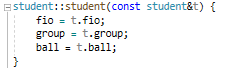 student::student(const student&t) {
fio = t.fio;
group = t.group;
ball = t.ball;
}